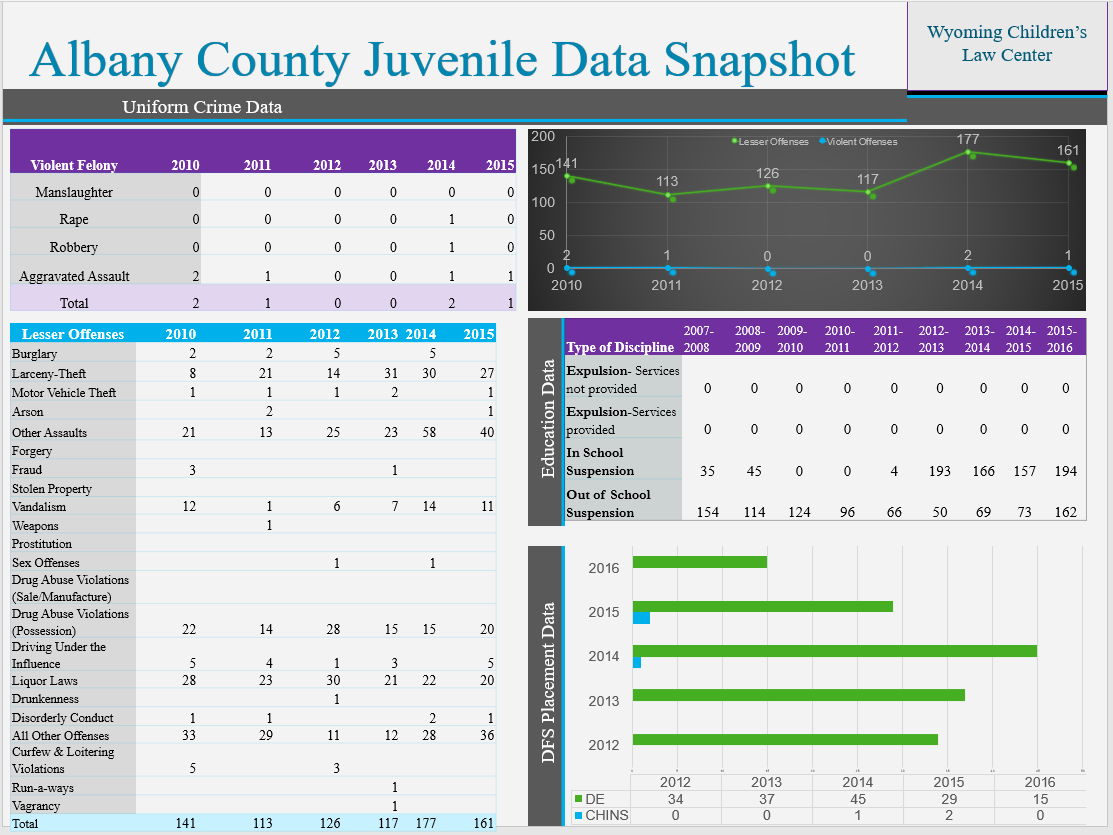 Albany County Juvenile Data Snapshot
Wyoming Children's
Law Center
Uniform Crime Data
Violent Felony 2010 2011 2012 2013 2014 2015
Manslaughter 0 0 0 0 0 0
Rape 0 0 0 0 1 0
Robbery 0 0 0 0 1 0
Aggravated Assault 2 1 0 0 1 1
Total 2 1 0 0 2 1
Lesser Offenses 2010 2011 2012 2013 2014 2015
Burglary 2 2 5 5
Larceny-Theft 8 21 14 31 30 27
Motor Vehicle Theft 1 1 1 2 1
Arson 2 1
Other Assaults 21 13 25 23 58 40
Forgery
Fraud 3 1
Stolen Property
Vandalism 12 1 6 7 14 11
Weapons 1
Prostitution
Sex Offenses 1 1
Drug Abuse Violations
(Sale/Manufacture)
Drug Abuse Violations
(Possession) 22 14 28 15 15 20
Driving Under the
Influence 5 4 1 3 5
Liquor Laws 28 23 30 21 22 20
Drunkenness 1
Disorderly Conduct 1 1 2 1
All Other Offenses 33 29 11 12 28 36
Curfew & Loitering
Violations 5 3
Run-a-ways 1
Vagrancy 1
Total 141 113 126 117 177 161
Lesser Offenses Violent Offenses
200
150
100
50
0
141 113 126 117 177 161
2 1 0 0 2 1
2010 2011 2012 2013 2014 2015
Education Data
2007- 2008- 2009- 2010- 2011- 2012- 2013- 2014- 2015-
Type of Discipline 2008 2009 2010 2011 2012 2013 2014 2015 2016
Expulsion- Services
not provided 0 0 0 0 0 0 0 0 0
Expulsion-Services
provided 0 0 0 0 0 0 0 0 0
In School
Suspension 35 45 0 0 4 193 166 157 194
Out of School
Suspension 154 114 124 96 66 50 69 73 162
DFS Placement Data
2016
2015
2014
2013
2012
2012 2013 2014 2015 2016
DE 34 37 45 29 15
CHINS 0 0 1 2 0